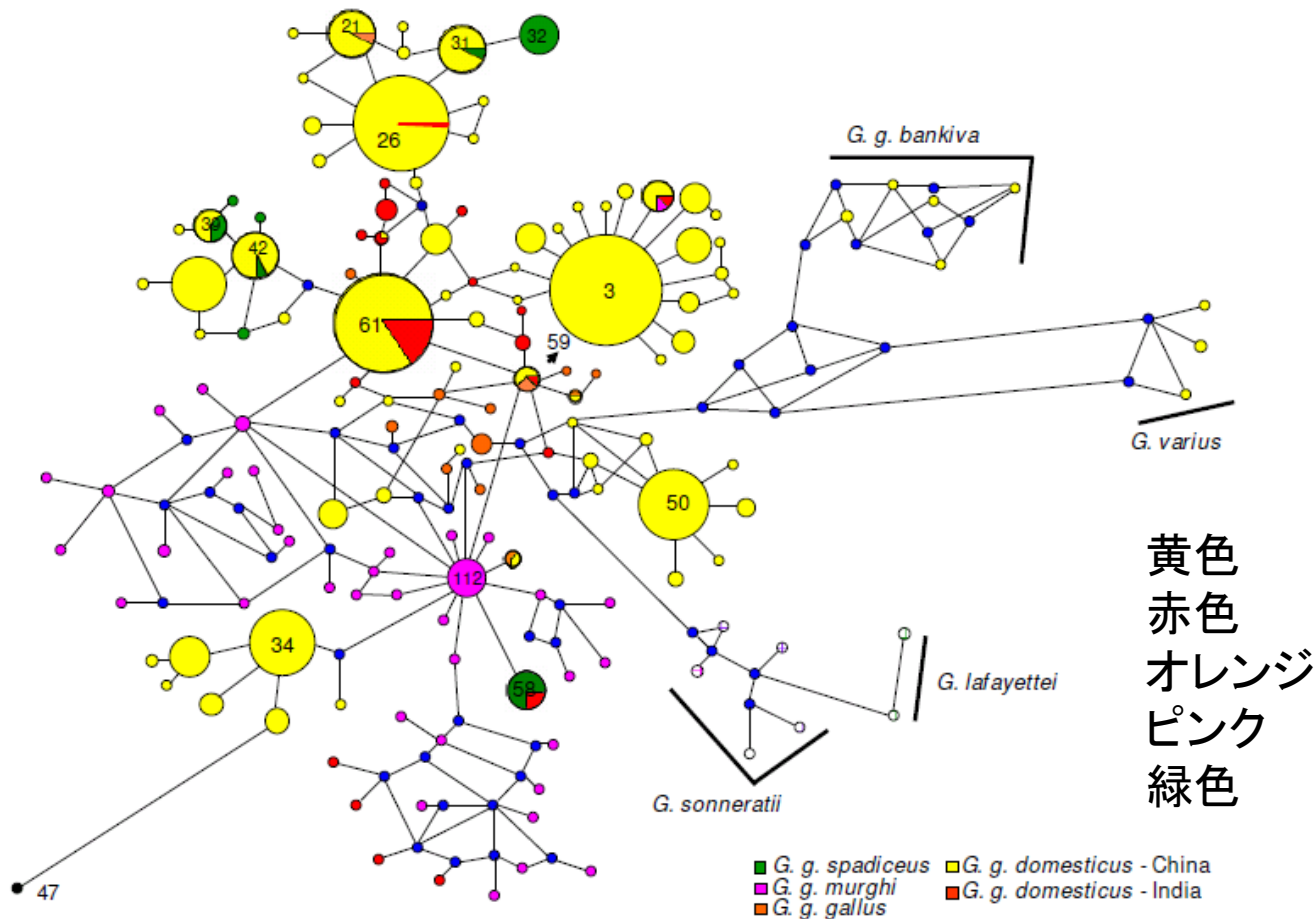 21
31
32
26
G. g. bankiva
39
42
3
61
59
G. varius
50
112
34
58
G. lafayettei
G. sonneratii
47
黄色
赤色
オレンジ
ピンク
緑色
G. g. spadiceus
G. g. domesticus - China
G. g. murghi
G. g. domesticus - India
G. g. gallus